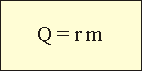 Q = r m